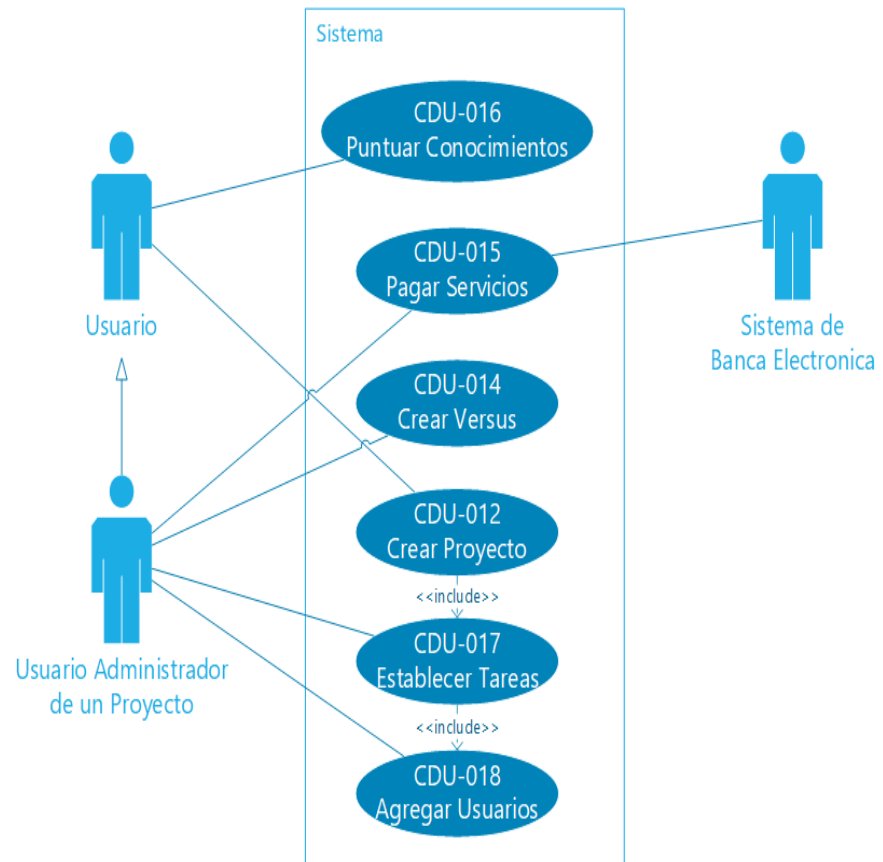 Sistema
CDU-016
Puntuar Conocimientos
CDU-015
Pagar Servicios
Usuario
Sistema de
Banca Electronica
CDU-014
Crear Versus
CDU-012
Crear Proyecto
<<include>>
CDU-017
Establecer Tareas
Usuario Administrador
de un Proyecto
<<include>>
CDU-018
Agregar Usuarios